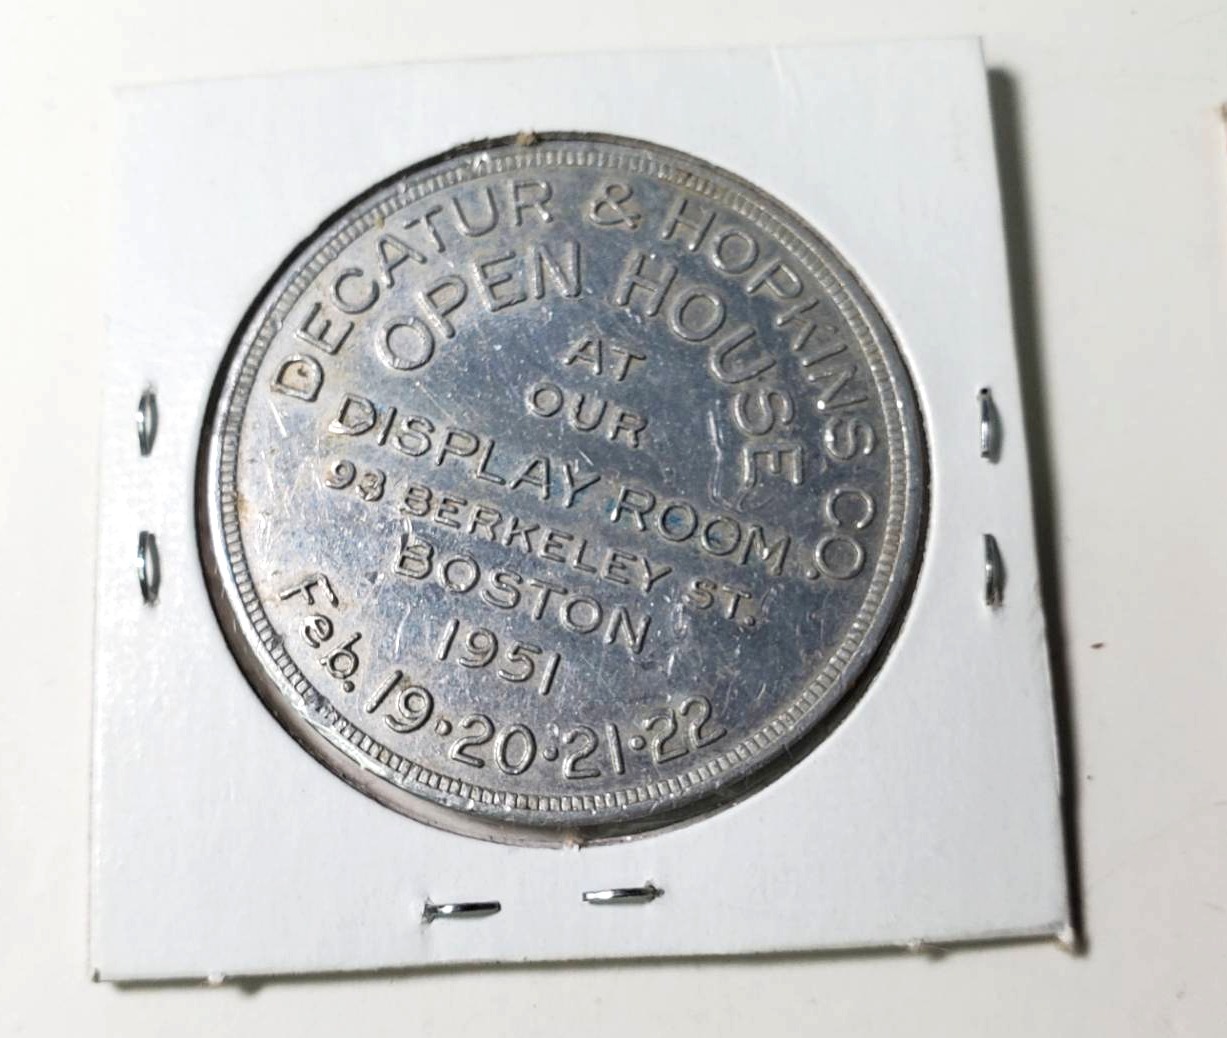 DECATUR & HOPKINS CO.
OPEN HOUSE
AT
OUR
DISPLAY ROOM
93 BERKELEY ST.
BOSTON
1951
Feb. 19·20·21·22